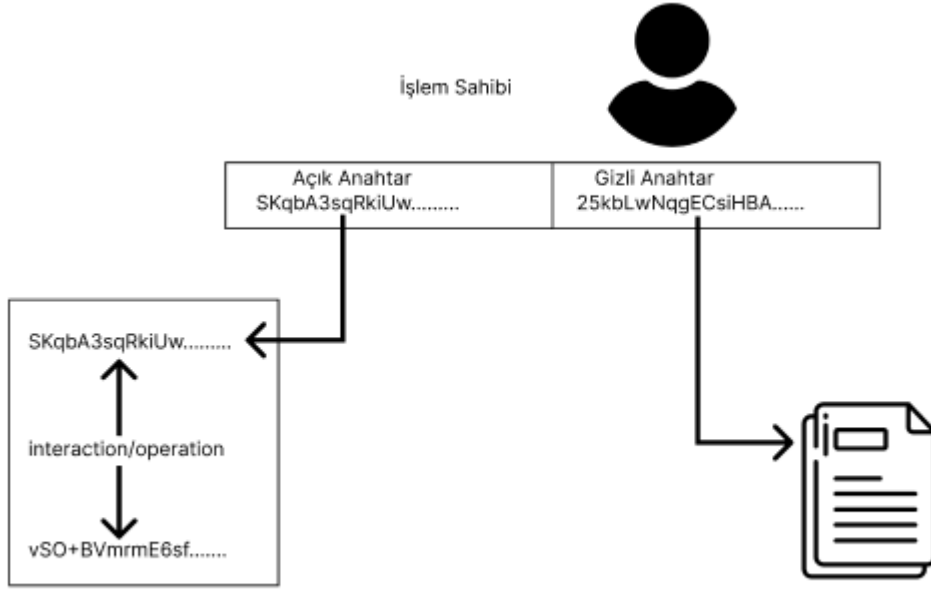 İşlem Sahibi
Açık Anahtar
SKqbA3sqRkiUw.........
Gizli Anahtar
25kbLwNqgECsiHBA......
SKqbA3sqRkiUw.........
interaction/operation
vSO+BVmrmE6sf.......